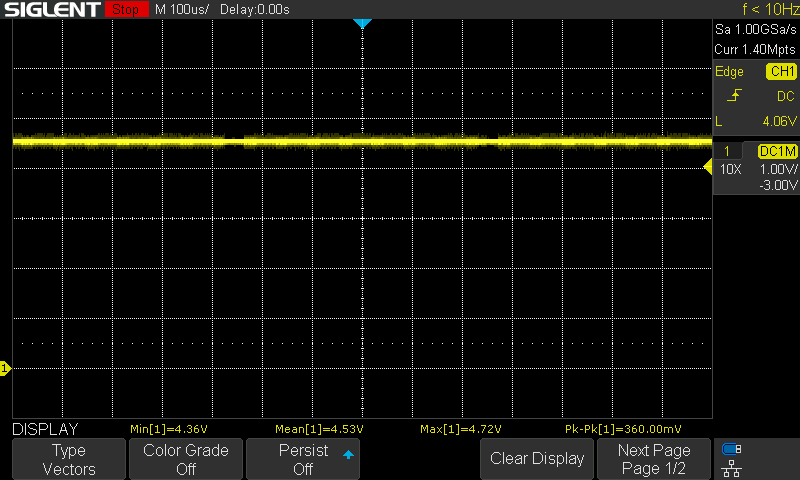 SIGLENT Stop M 100us/ Delay:0.00s f < 10Hz
Sa 1.00GSa/s
Curr 1.40Mpts
Edge CH1
DC
L 4.06V
1 DC1M
10X 1.00V/
-3.00V
1
DISPLAY Min[1]=4.36V Mean[1]=4.53V Max[1]=4.72V Pk-Pk[1]=360.00mV
Type
Vectors
Color Grade
Off
Persist
Off
Clear Display
Next Page
Page 1/2